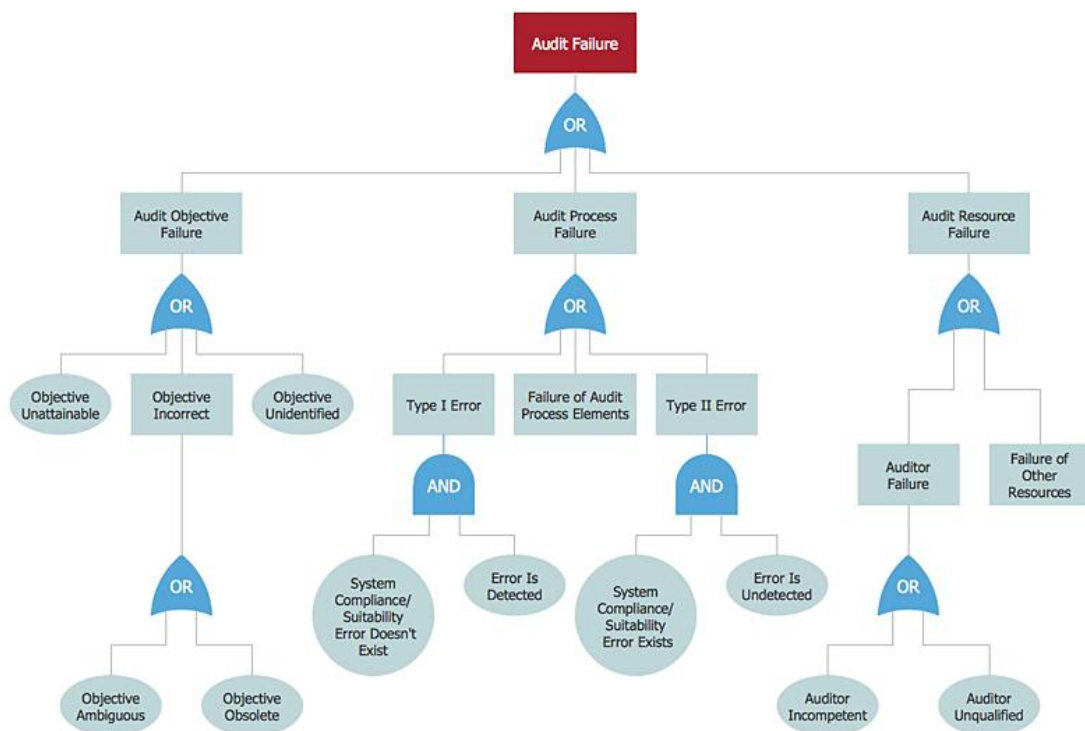 Audit Failure
OR
Audit Objective
Failure
Audit Process
Failure
Audit Resource
Failure
OR
OR
OR
Objective
Unattainable
Objective
Incorrect
Objective
Unidentified
Type I Error
Failure of Audit
Process Elements
Type II Error
Auditor
Failure
Failure of
Other
Resources
AND
AND
System
Compliance/
Suitability
Error Doesn't
Exist
Error Is
Detected
System
Compliance/
Suitability
Error Exists
Error Is
Undetected
OR
OR
Objective
Ambiguous
Objective
Obsolete
Auditor
Incompetent
Auditor
Unqualified